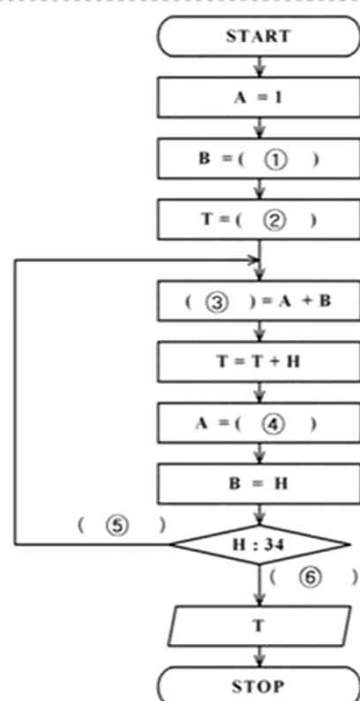 START
A = 1
B = ( ① )
T = ( ② )
( ③ ) = A + B
T = T + H
A = ( ④ )
B = H
( ⑤ )
H : 34
( ⑥ )
T
STOP